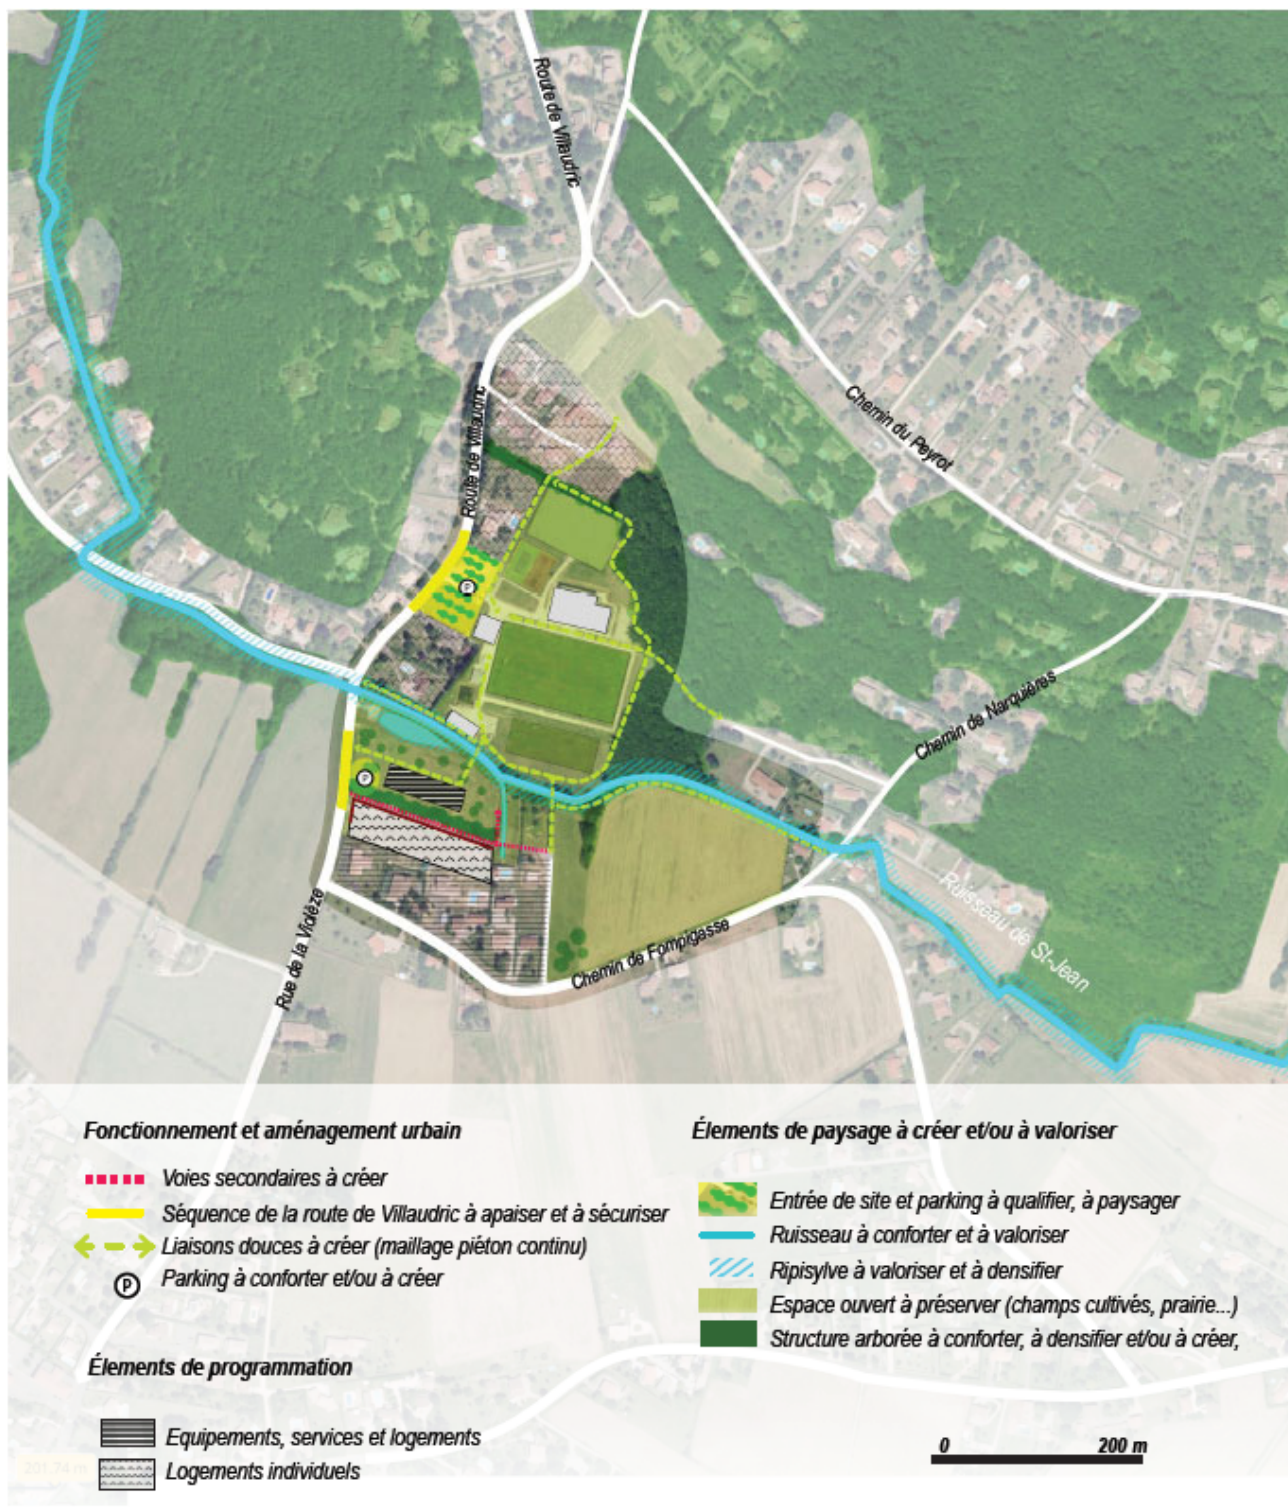 Route de Villaudric
Chemin du Peyrot
Route de Villaudric
P
Chemin de Narquières
P
Ruisseau de St-Jean
Rue de la Violèze
Chemin de Fompigasse
Fonctionnement et aménagement urbain
Voies secondaires à créer
Séquence de la route de Villaudric à apaiser et à sécuriser
Liaisons douces à créer (maillage piéton continu)
P
Parking à conforter et/ou à créer
Élements de programmation
Equipements, services et logements
Logements individuels
201.74 m
Élements de paysage à créer et/ou à valoriser
Entrée de site et parking à qualifier, à paysager
Ruisseau à conforter et à valoriser
Ripisylve à valoriser et à densifier
Espace ouvert à préserver (champs cultivés, prairie...)
Structure arborée à conforter, à densifier et/ou à créer,
0 200 m